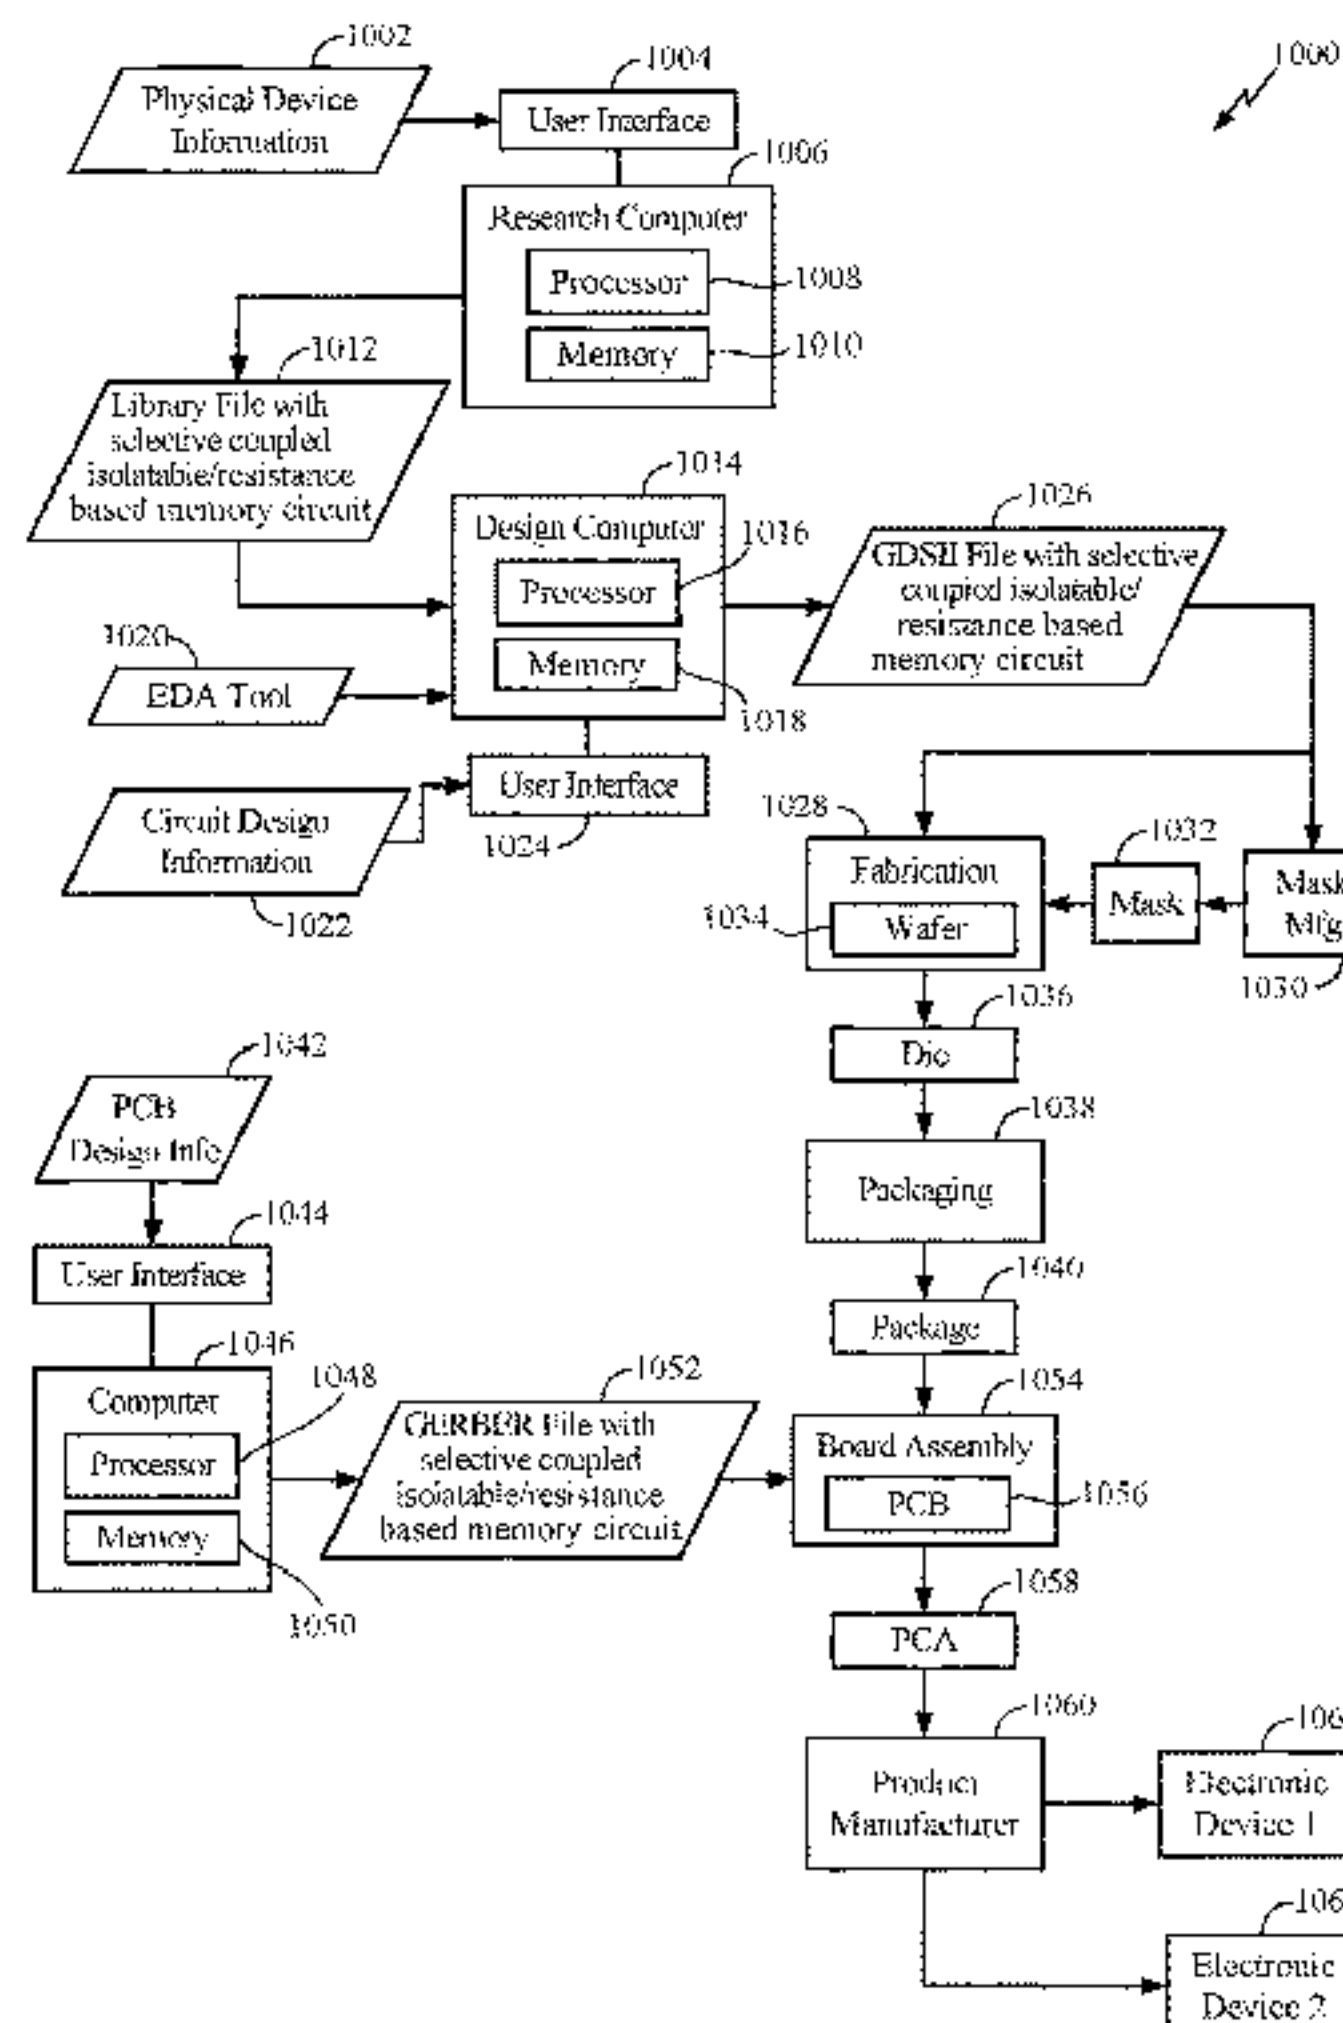 1002
1004
1000
Physical Device
Information
User Interface
1006
Research Computer
Processor
1008
Memory
1010
1012
Library File with
selective coupled
isolatable/resistance
based memory circuit
1014
Design Computer
1016
Processor
Memory
1018
1026
GDSII File with selective
coupled isolatable/
resistance based
memory circuit
1020
EDA Tool
User Interface
1024
Circuit Design
Information
1022
1028
Fabrication
1034
Wafer
1032
Mask
Mask
Mfg
1030
1036
Die
1038
Packaging
1040
Package
1042
PCB
Design Info
1044
User Interface
1046
Computer
1048
Processor
Memory
1050
1052
GERBER File with
selective coupled
isolatable/resistance
based memory circuit
1054
Board Assembly
PCB
1056
1058
PCA
1060
Product
Manufacturer
106
Electronic
Device 1
106
Electronic
Device 2